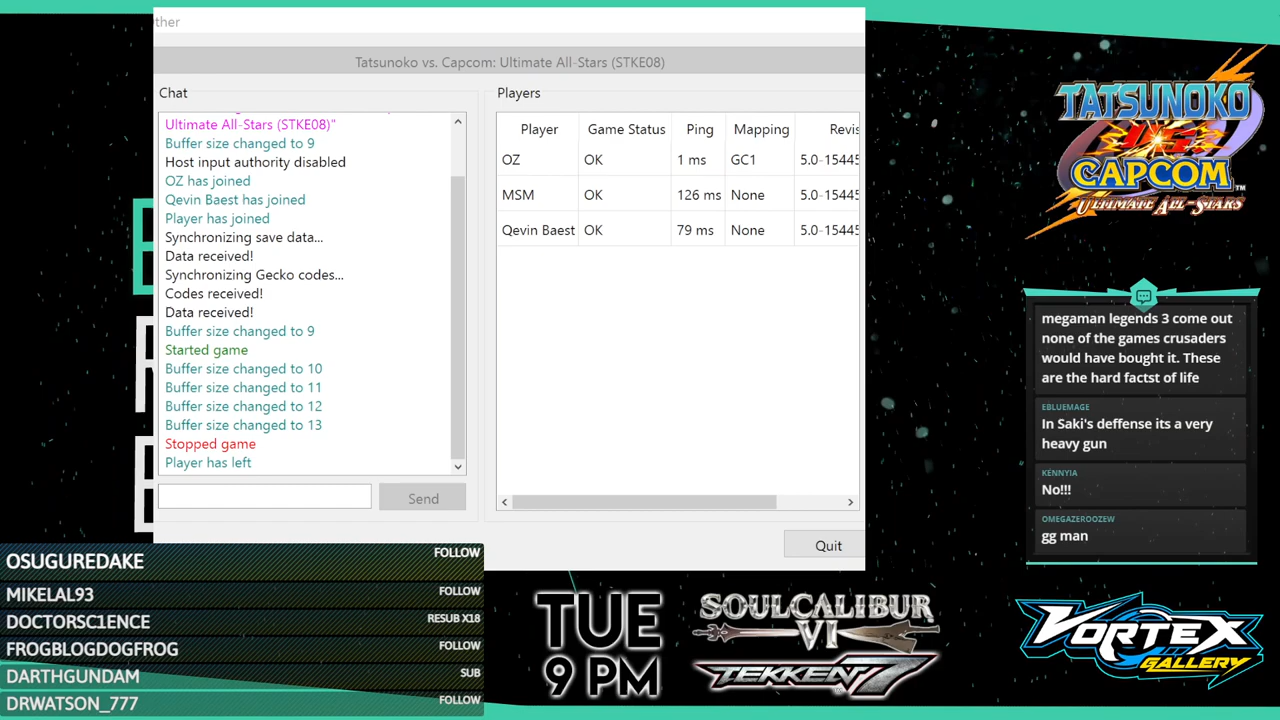 ther
Tatsunoko vs. Capcom: Ultimate All-Stars (STKE08)
Chat
Ultimate All-Stars (STKE08)"
Buffer size changed to 9
Host input authority disabled
OZ has joined
Qevin Baest has joined
Player has joined
Synchronizing save data...
Data received!
Synchronizing Gecko codes...
Codes received!
Data received!
Buffer size changed to 9
Started game
Buffer size changed to 10
Buffer size changed to 11
Buffer size changed to 12
Buffer size changed to 13
Stopped game
Player has left
Send
Players
Player Game Status Ping Mapping Revis
OZ OK 1 ms GC1 5.0-15445
MSM OK 126 ms None 5.0-15445
Qevin Baest OK 79 ms None 5.0-15445
Quit
TATSUNOKO
VS.
CAPCOM™
ULTIMATE ALL-STARS
megaman legends 3 come out
none of the games crusaders
would have bought it. These
are the hard factst of life
EBLUEMAGE
In Saki's deffense its a very
heavy gun
KENNYIA
No!!!
OMEGAZEROOZEW
gg man
OSUGUREDAKE FOLLOW
MIKELAL93 FOLLOW
DOCTORSC1ENCE RESUB X18
FROGBLOGDOGFROG FOLLOW
DARTHGUNDAM SUB
DRWATSON_777 FOLLOW
TUE
9 PM
SOULCALIBUR
VI
TEKKEN 7
VORTEX
GALLERY